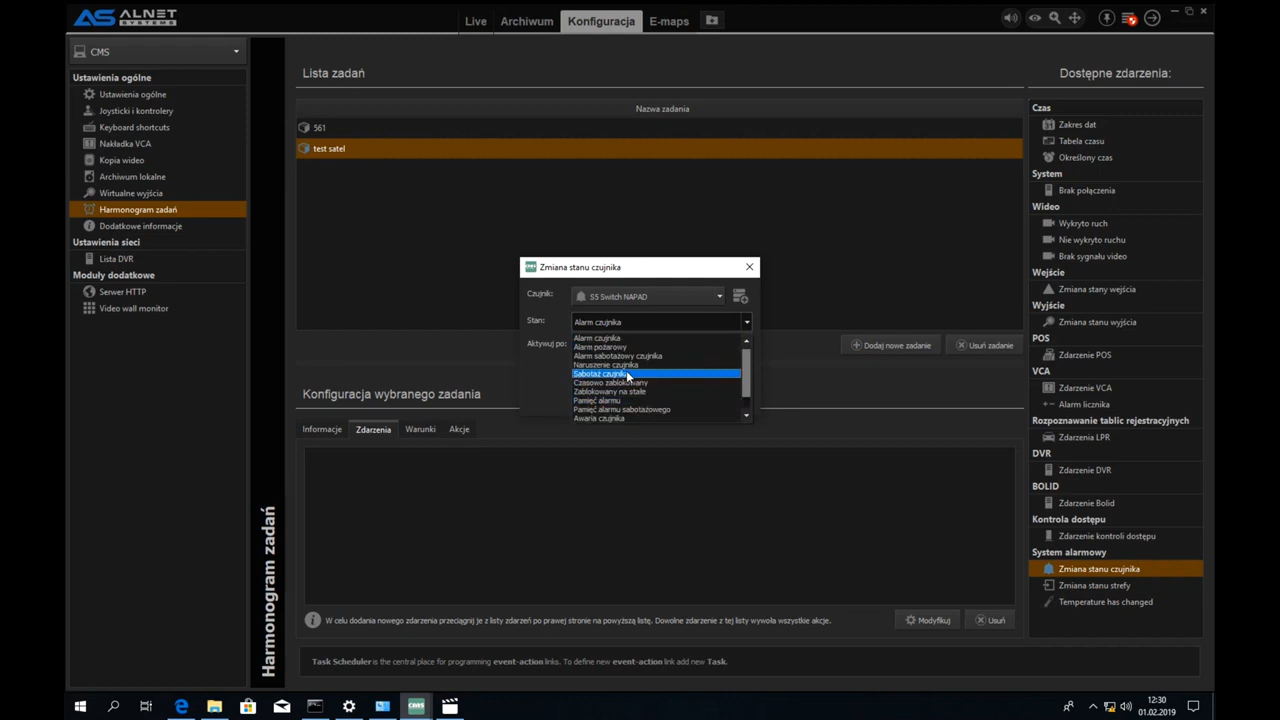 AS ALNET SYSTEMS
Live Archiwum Konfiguracja E-maps
CMS
Ustawienia ogólne
Ustawienia ogólne
Joysticki i kontrolery
Keyboard shortcuts
Nakładka VCA
Kopia wideo
Archiwum lokalne
Wirtualne wyjścia
Harmonogram zadań
Dodatkowe informacje
Ustawienia sieci
Lista DVR
Moduły dodatkowe
Serwer HTTP
Video wall monitor
Harmonogram zadań
Lista zadań
Nazwa zadania
561
test satel
Dodaj nowe zadanie
Usuń zadanie
CMS Zmiana stanu czujnika
Czujnik: S5 Switch NAPAD
Stan: Alarm czujnika
Aktywuj po:
Alarm czujnika
Alarm pożarowy
Alarm sabotażowy czujnika
Naruszenie czujnika
Sabotaż czujnika
Czasowo zablokowany
Zablokowany na stałe
Pamięć alarmu
Pamięć alarmu sabotażowego
Awaria czujnika
Konfiguracja wybranego zadania
Informacje Zdarzenia Warunki Akcje
W celu dodania nowego zdarzenia przeciągnij je z listy zdarzeń po prawej stronie na powyższą listę. Dowolne zdarzenie z tej listy wywoła wszystkie akcje.
Modyfikuj
Usuń
Task Scheduler is the central place for programming event-action links. To define new event-action link add new Task.
Dostępne zdarzenia:
Czas
Zakres dat
Tabela czasu
Określony czas
System
Brak połączenia
Wideo
Wykryto ruch
Nie wykryto ruchu
Brak sygnału video
Wejście
Zmiana stany wejścia
Wyjście
Zmiana stanu wyjścia
POS
Zdarzenie POS
VCA
Zdarzenie VCA
Alarm licznika
Rozpoznawanie tablic rejestracyjnych
Zdarzenia LPR
DVR
Zdarzenie DVR
BOLID
Zdarzenie Bolid
Kontrola dostępu
Zdarzenie kontroli dostępu
System alarmowy
Zmiana stanu czujnika
Zmiana stanu strefy
Temperature has changed
CMS
12:30
01.02.2019